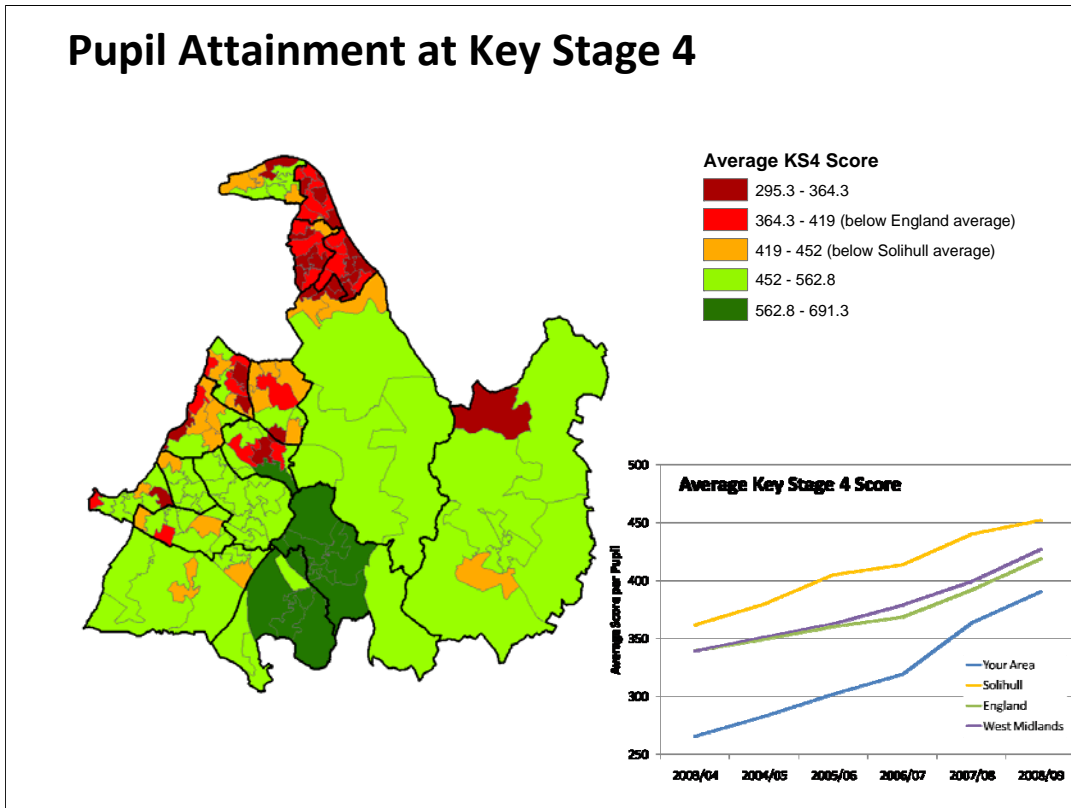 Pupil Attainment at Key Stage 4
Average KS4 Score
295.3 - 364.3
364.3 - 419 (below England average)
419 - 452 (below Solihull average)
452 - 562.8
562.8 - 691.3
Average Key Stage 4 Score
Average Score per Pupil
500
450
400
350
300
250
Your Area
Solihull
England
West Midlands
2003/04 2004/05 2005/06 2006/07 2007/08 2008/09